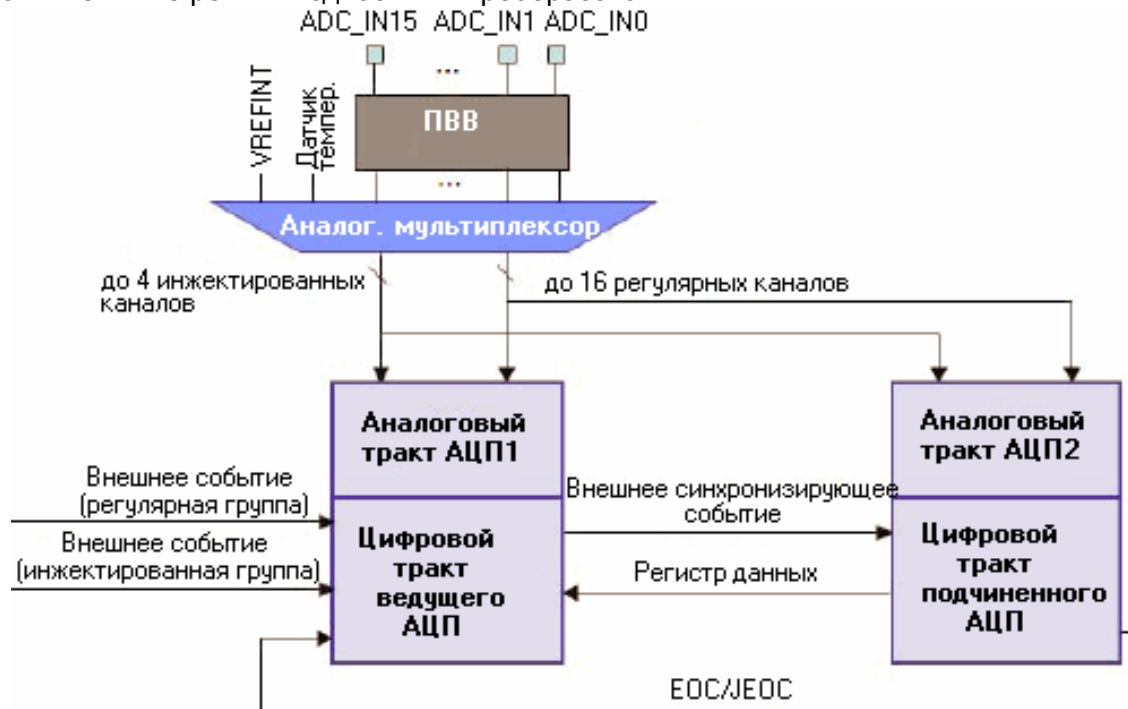 ADC_IN15 ADC_IN1 ADC_IN0
...
VREFINT
Датчик
темпер.
ПВВ
...
Аналог. мультиплексор
до 4 инжектированных
каналов
до 16 регулярных каналов
Аналоговый
тракт АЦП1
Аналоговый
тракт АЦП2
Внешнее событие
(регулярная группа)
Внешнее событие
(инжектированная группа)
Цифровой
тракт
ведущего
АЦП
Внешнее синхронизирующее
событие
Регистр данных
Цифровой
тракт
подчиненного
АЦП
EOC/JEOC